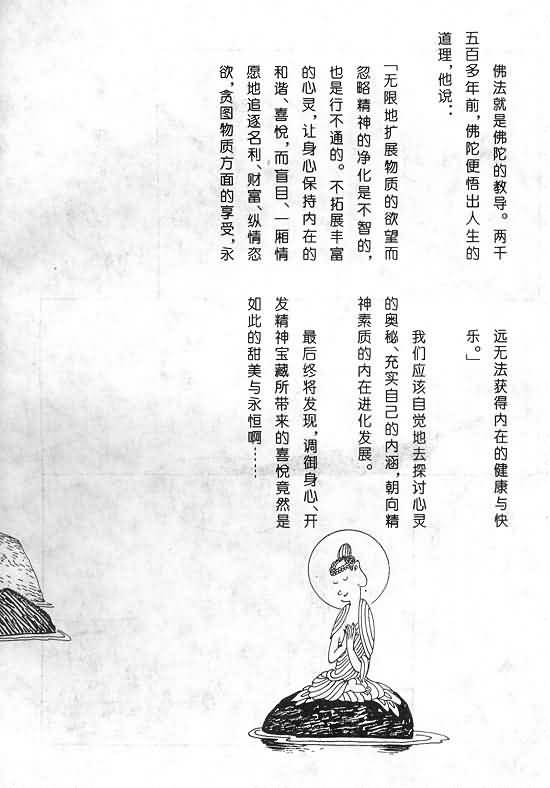 佛法就是佛陀的教导。两千
五百多年前，佛陀便悟出人生的
道理，他说：
「无限地扩展物质的欲望而
忽略精神的净化是不智的，
也是行不通的。不拓展丰富
的心灵，让身心保持内在的
和谐、喜悦，而盲目、一厢情
愿地追逐名利、财富、纵情恣
欲，贪图物质方面的享受，永
远无法获得内在的健康与快
乐。」
我们应该自觉地去探讨心灵
的奥秘、充实自己的内涵，朝向精
神素质的内在进化发展。
最后终将发现，调御身心、开
发精神宝藏所带来的喜悦竟然是
如此的甜美与永恒啊……